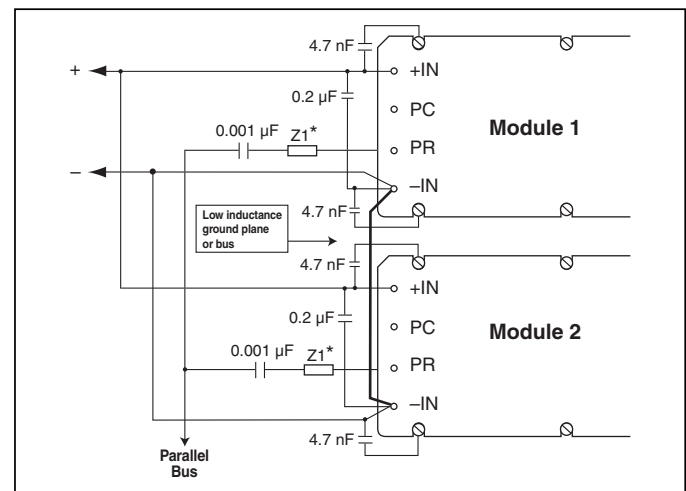 4.7 nF
+
+IN
0.2 µF
PC
Module 1
0.001 µF
Z1*
PR
–
–IN
4.7 nF
Low inductance
ground plane
or bus
4.7 nF
+IN
0.2 µF
PC
Module 2
0.001 µF
Z1*
PR
–IN
4.7 nF
Parallel
Bus